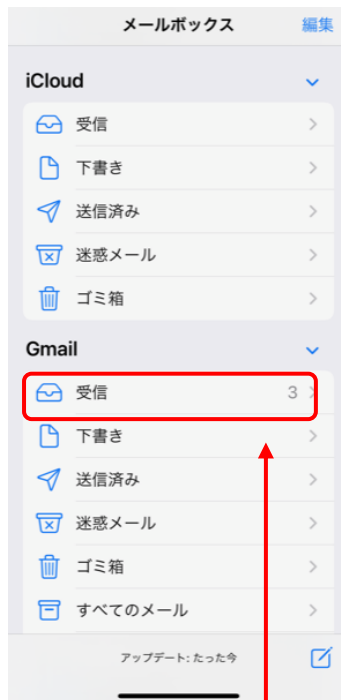 メールボックス 編集
iCloud
受信
下書き
送信済み
迷惑メール
ゴミ箱
Gmail
受信 3
下書き
送信済み
迷惑メール
ゴミ箱
すべてのメール
アップデート: たった今